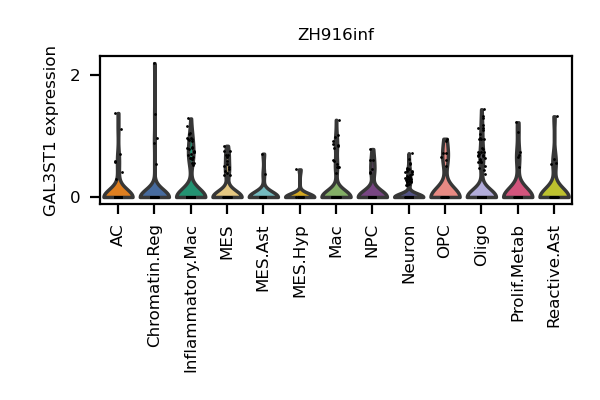 ZH916inf
GAL3ST1 expression
2
0
AC
Chromatin.Reg
Inflammatory.Mac
MES
MES.Ast
MES.Hyp
Mac
NPC
Neuron
OPC
Oligo
Prolif.Metab
Reactive.Ast